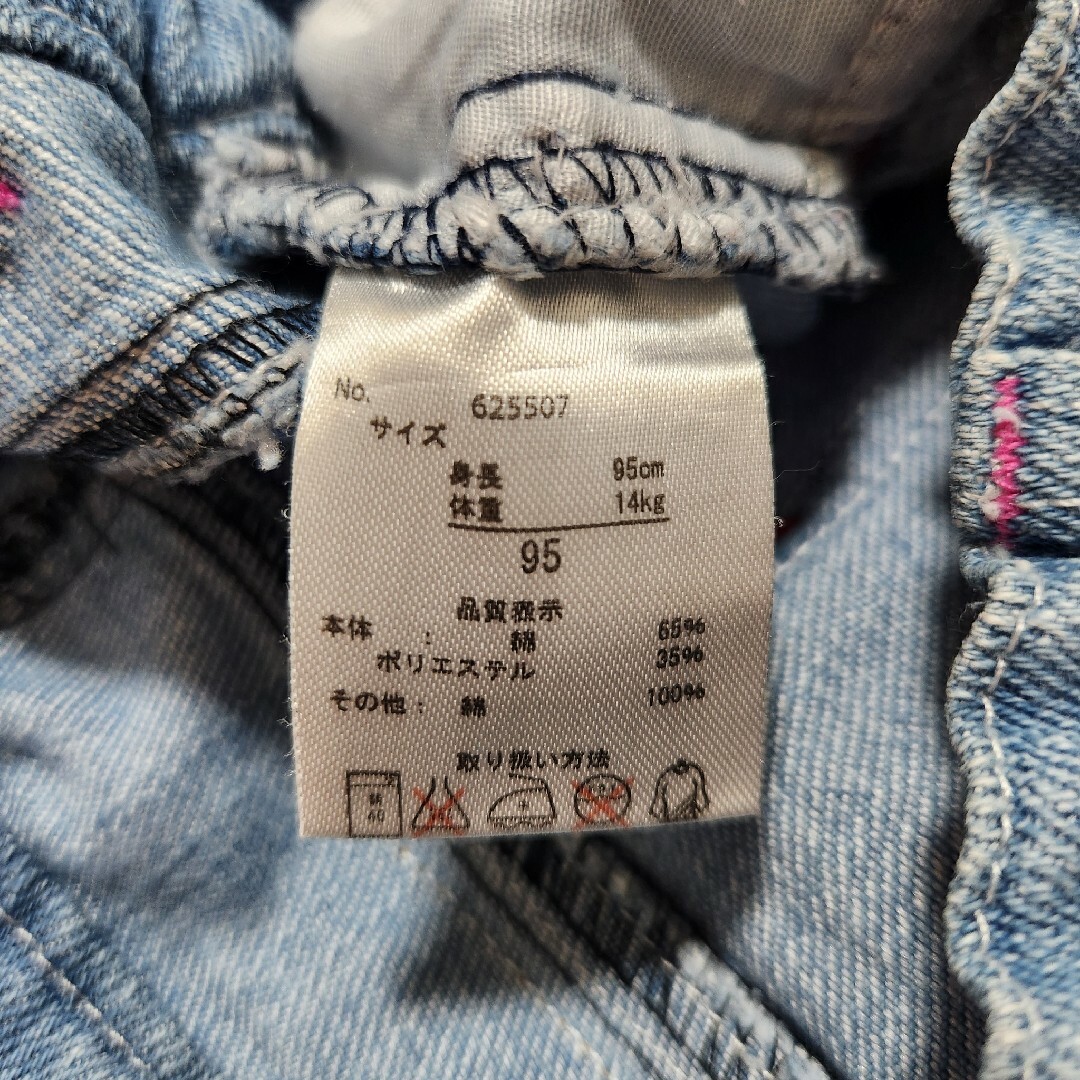 No. 625507
サイズ
身長 95cm
体重 14kg
95
品質表示
本体 : 綿 65%
ポリエステル 35%
その他 : 綿 100%
取り扱い方法
40